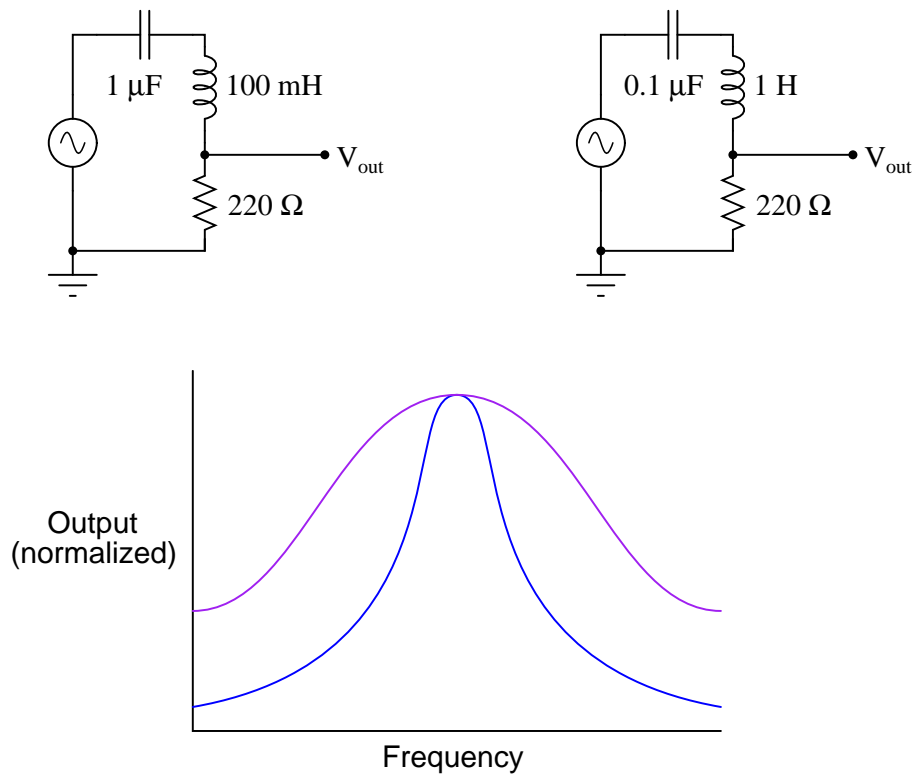 1 μF
100 mH
V_out
220 Ω
0.1 μF
1 H
V_out
220 Ω
Output
(normalized)
Frequency